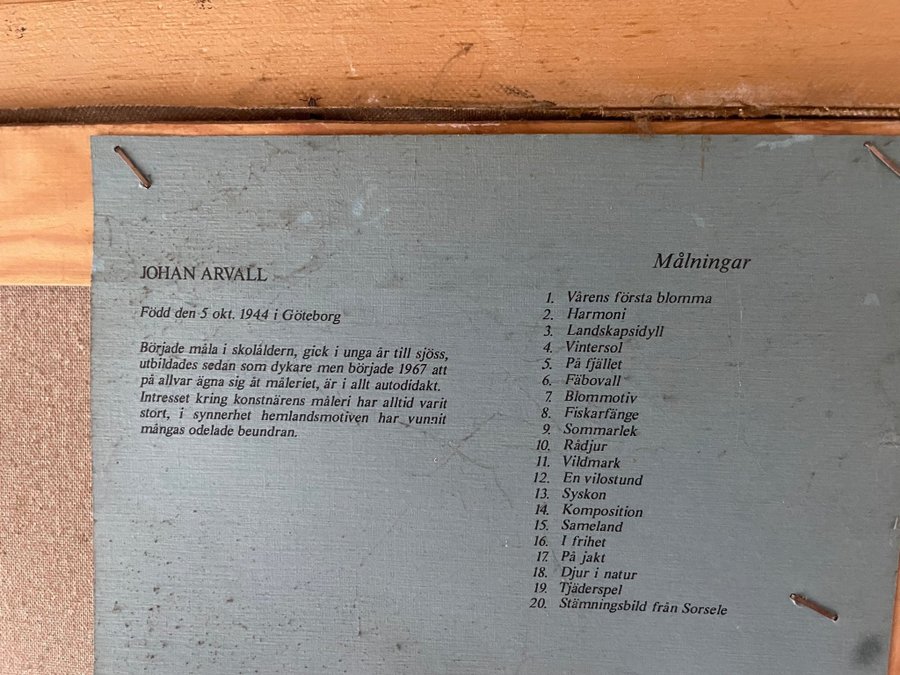 JOHAN ARVALL
Född den 5 okt. 1944 i Göteborg
Började måla i skolåldern, gick i unga år till sjöss,
utbildades sedan som dykare men började 1967 att
på allvar ägna sig åt måleriet, är i allt autodidakt.
Intresset kring konstnärens måleri har alltid varit
stort, i synnerhet hemlandsmotiven har vunnit
mångas odelade beundran.
Målningar
1. Vårens första blomma
2. Harmoni
3. Landskapsidyll
4. Vintersol
5. På fjället
6. Fäbovall
7. Blommotiv
8. Fiskarfänge
9. Sommarlek
10. Rådjur
11. Vildmark
12. En vilostund
13. Syskon
14. Komposition
15. Sameland
16. I frihet
17. På jakt
18. Djur i natur
19. Tjäderspel
20. Stämningsbild från Sorsele